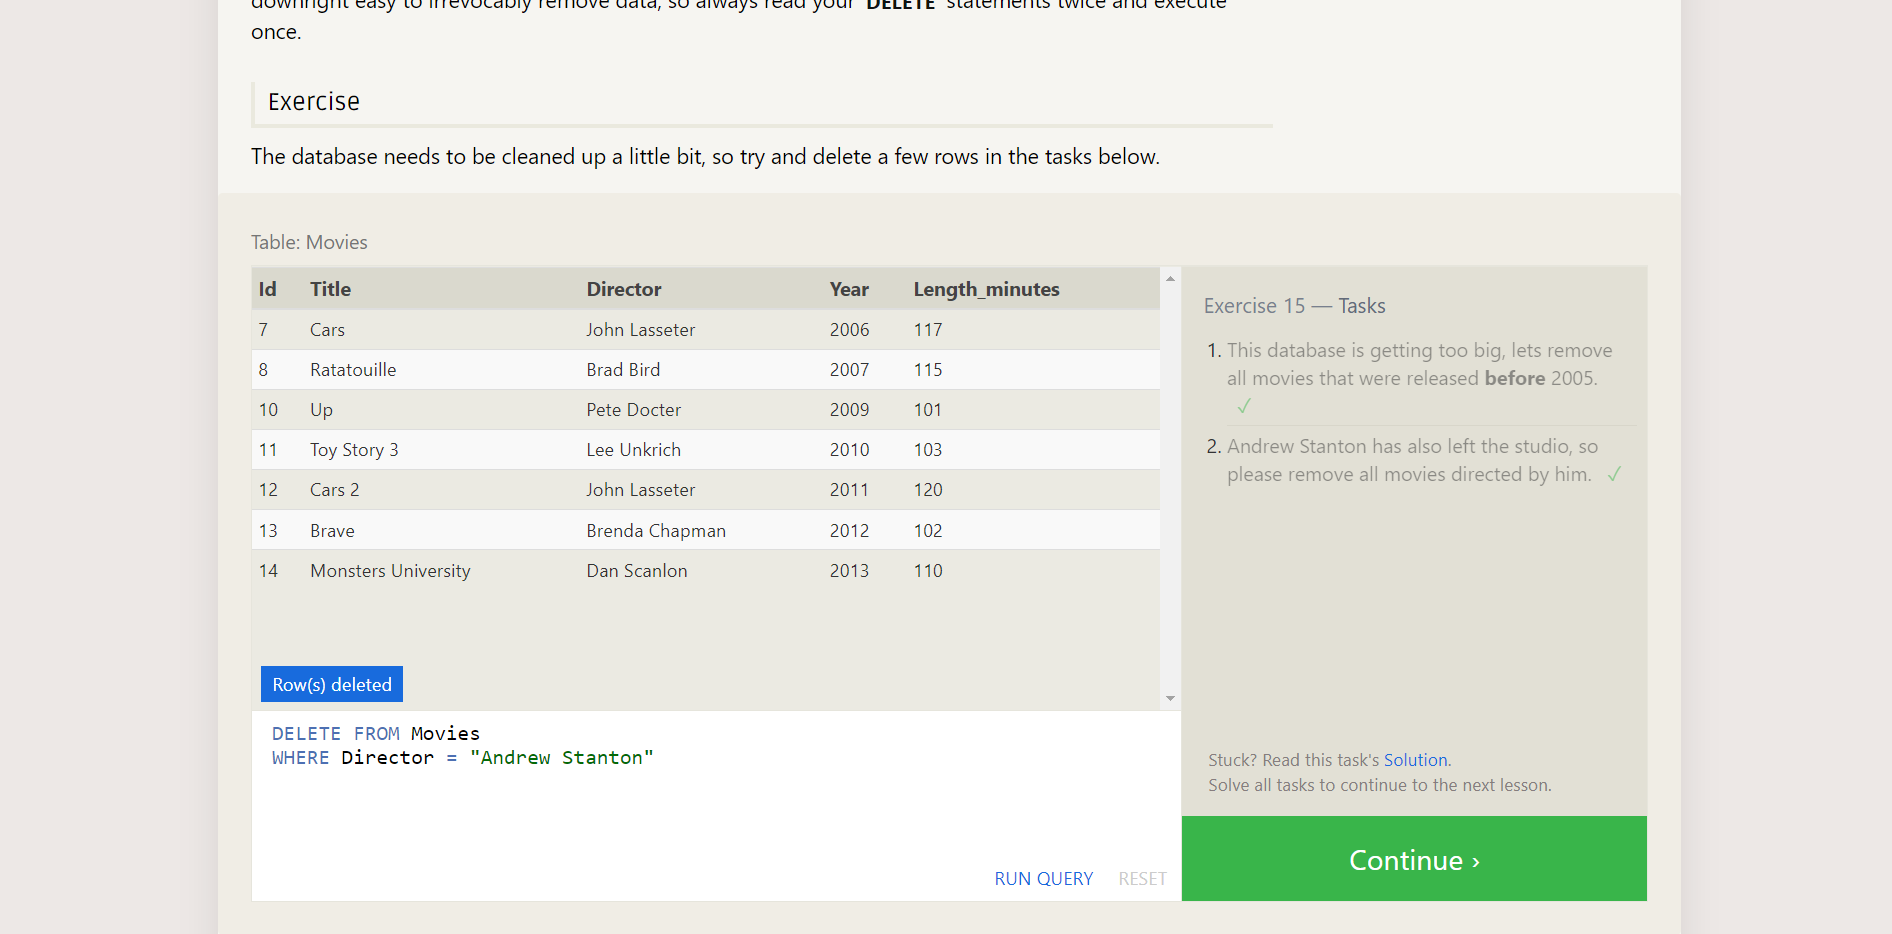 downright easy to irrevocably remove data, so always read your DELETE statements twice and execute
once.
Exercise
The database needs to be cleaned up a little bit, so try and delete a few rows in the tasks below.
Table: Movies
Id Title Director Year Length_minutes
7 Cars John Lasseter 2006 117
8 Ratatouille Brad Bird 2007 115
10 Up Pete Docter 2009 101
11 Toy Story 3 Lee Unkrich 2010 103
12 Cars 2 John Lasseter 2011 120
13 Brave Brenda Chapman 2012 102
14 Monsters University Dan Scanlon 2013 110
Row(s) deleted
DELETE FROM Movies
WHERE Director = "Andrew Stanton"
RUN QUERY RESET
Exercise 15 — Tasks
1. This database is getting too big, lets remove
all movies that were released before 2005.
✓
2. Andrew Stanton has also left the studio, so
please remove all movies directed by him. ✓
Stuck? Read this task's Solution.
Solve all tasks to continue to the next lesson.
Continue ›